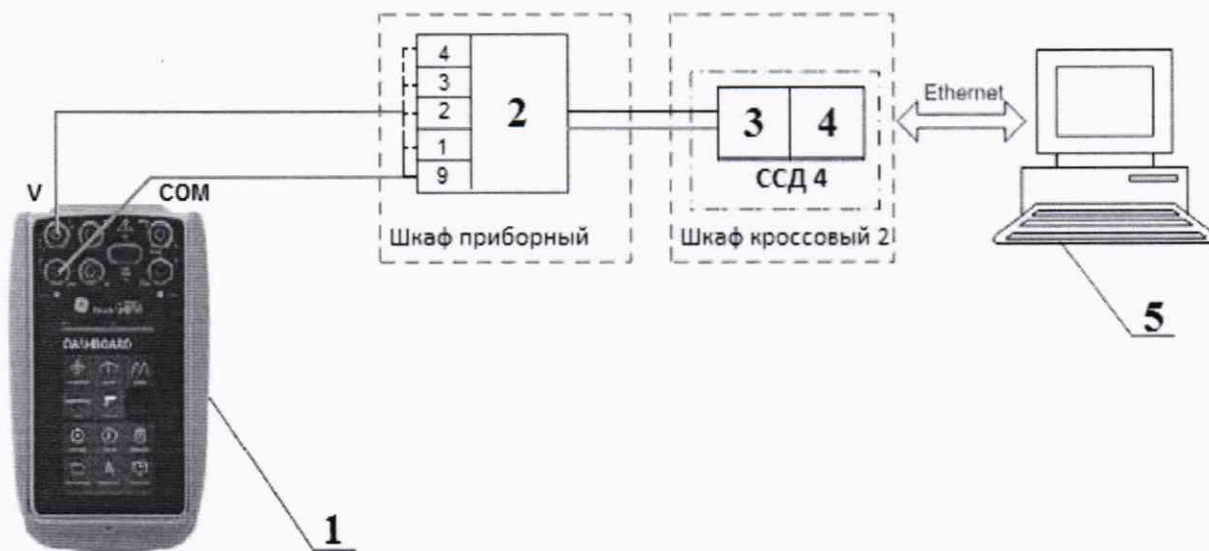 4
3
2
1
9
2
3 4
ССД 4
Ethernet
V
COM
Шкаф приборный
Шкаф кроссовый 2
DASHBOARD
5
1